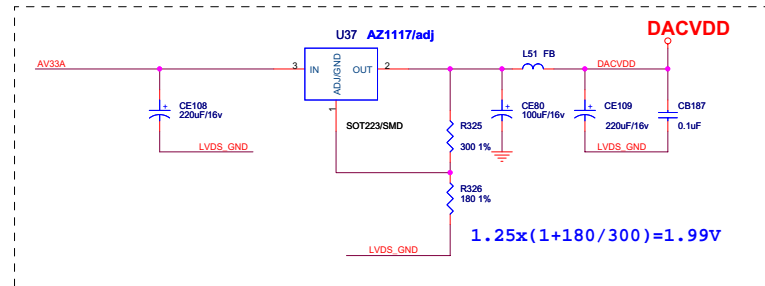 DACVDD
U37 AZ1117/adj
L51 FB
AV33A
3
IN
OUT
2
DACVDD
ADJ/GND
1
CE108
220uF/16v
SOT223/SMD
R325
300 1%
CE80
100uF/16v
CE109
220uF/16v
CB187
0.1uF
LVDS_GND
LVDS_GND
R326
180 1%
1.25x(1+180/300)=1.99V
LVDS_GND